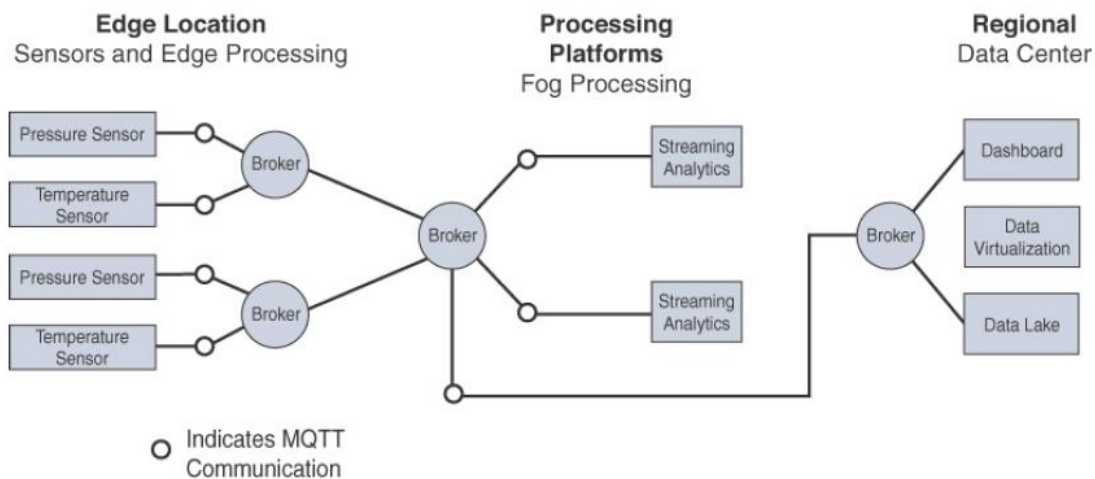 Edge Location
Sensors and Edge Processing
Processing
Platforms
Fog Processing
Regional
Data Center
Pressure Sensor
Temperature
Sensor
Pressure Sensor
Temperature
Sensor
Broker
Broker
Broker
Streaming
Analytics
Streaming
Analytics
Broker
Dashboard
Data
Virtualization
Data Lake
Indicates MQTT
Communication